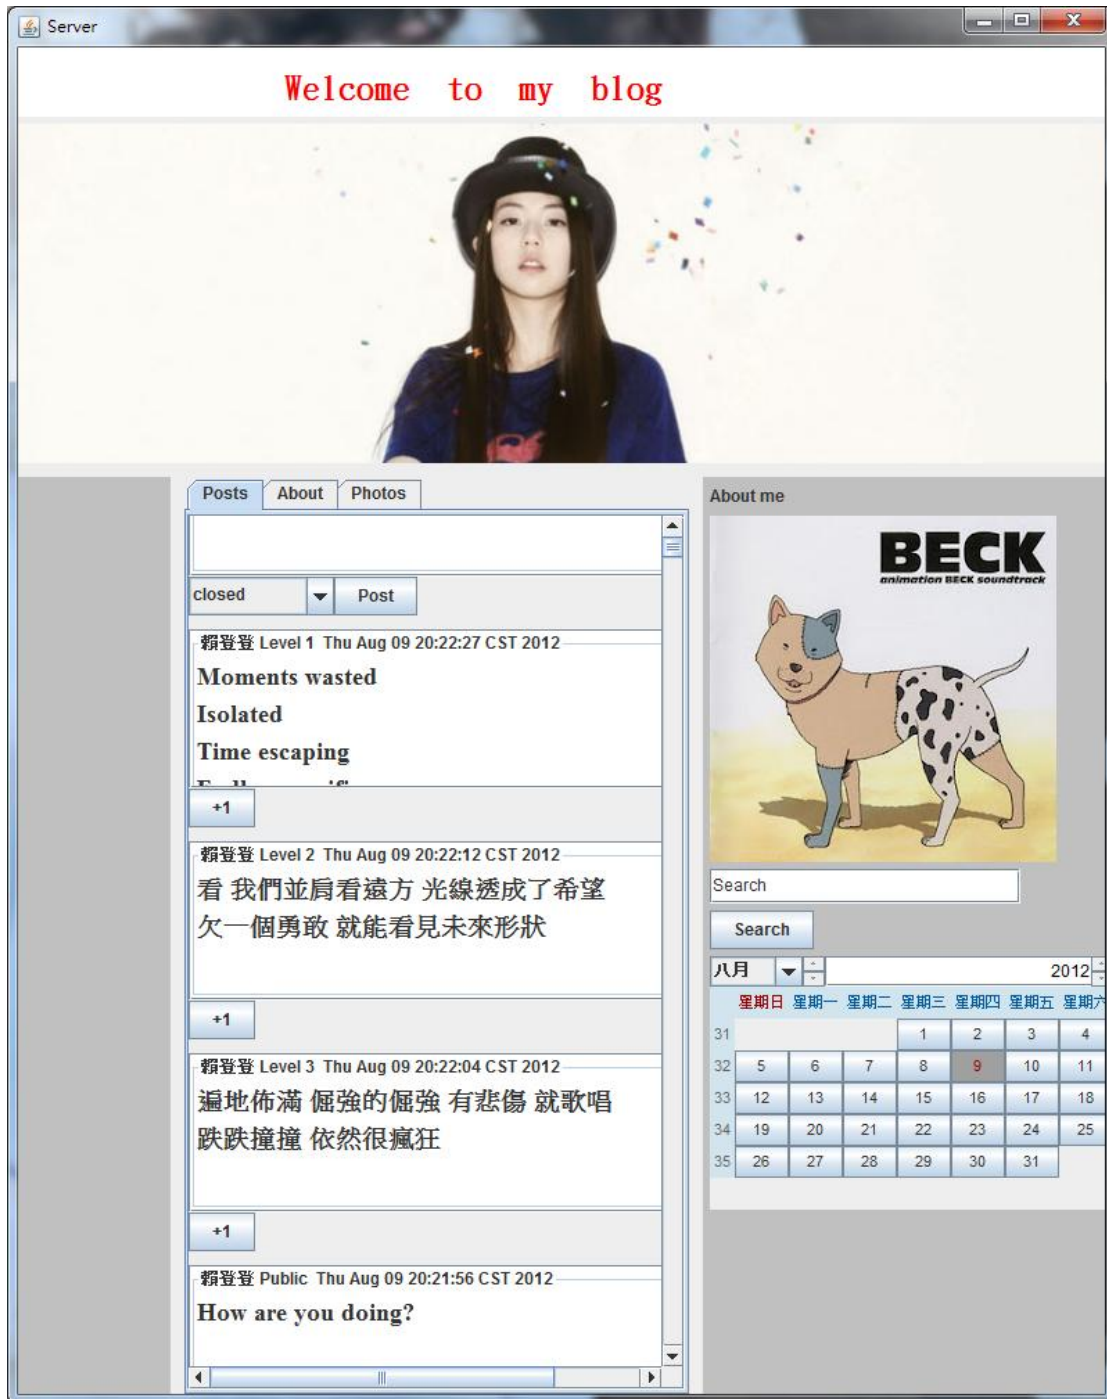 Server
Welcome to my blog
Posts About Photos
closed Post
賴登登 Level 1 Thu Aug 09 20:22:27 CST 2012
Moments wasted
Isolated
Time escaping
+1
賴登登 Level 2 Thu Aug 09 20:22:12 CST 2012
看 我們並肩看遠方 光線透成了希望
欠一個勇敢 就能看見未來形狀
+1
賴登登 Level 3 Thu Aug 09 20:22:04 CST 2012
遍地佈滿 倔強的倔強 有悲傷 就歌唱
跌跌撞撞 依然很瘋狂
+1
賴登登 Public Thu Aug 09 20:21:56 CST 2012
How are you doing?
About me
BECK
animation BECK soundtrack
Search
Search
八月 2012
星期日 星期一 星期二 星期三 星期四 星期五 星期六
31 1 2 3 4
32 5 6 7 8 9 10 11
33 12 13 14 15 16 17 18
34 19 20 21 22 23 24 25
35 26 27 28 29 30 31